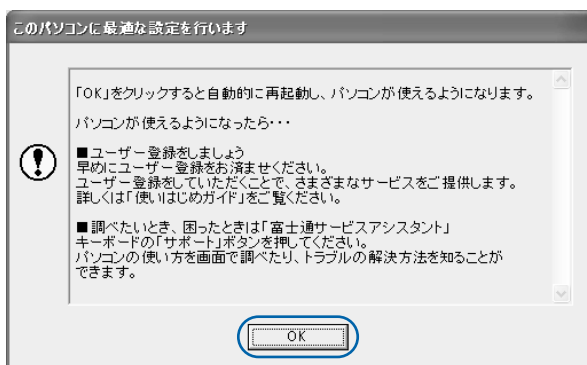 このパソコンに最適な設定を行います
「OK」をクリックすると自動的に再起動し、パソコンが使えるようになります。
パソコンが使えるようになったら・・・
■ユーザー登録をしましょう
早めにユーザー登録をお済ませください。
ユーザー登録をしていただくことで、さまざまなサービスをご提供します。
詳しくは「使いはじめガイド」をご覧ください。
■調べたいとき、困ったときは「富士通サービスアシスタント」
キーボードの「サポート」ボタンを押してください。
パソコンの使い方を画面で調べたり、トラブルの解決方法を知ることが
できます。
OK